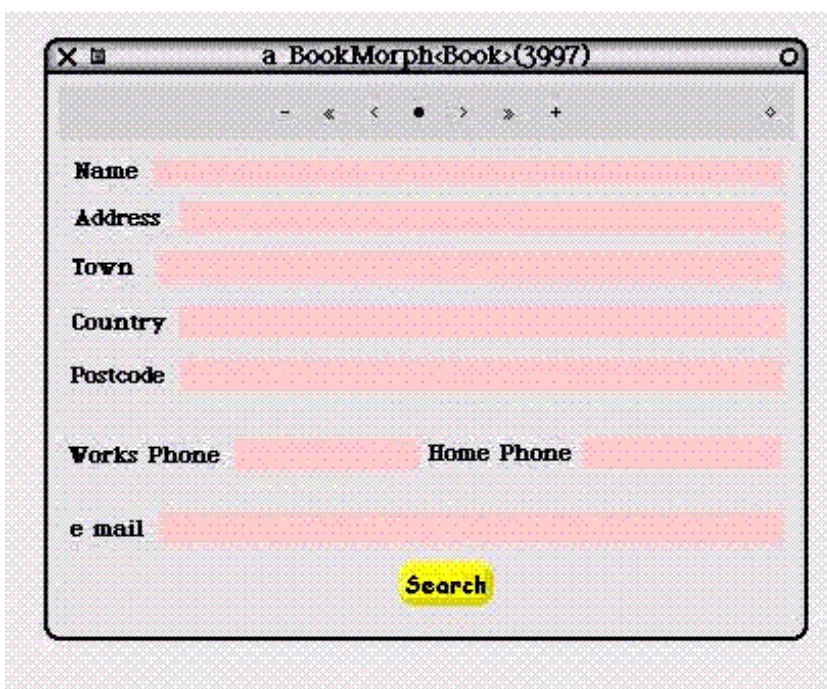 a BookMorph<Book>(3997)
- « < • > » +
Name
Address
Town
Country
Postcode
Works Phone Home Phone
e mail
Search